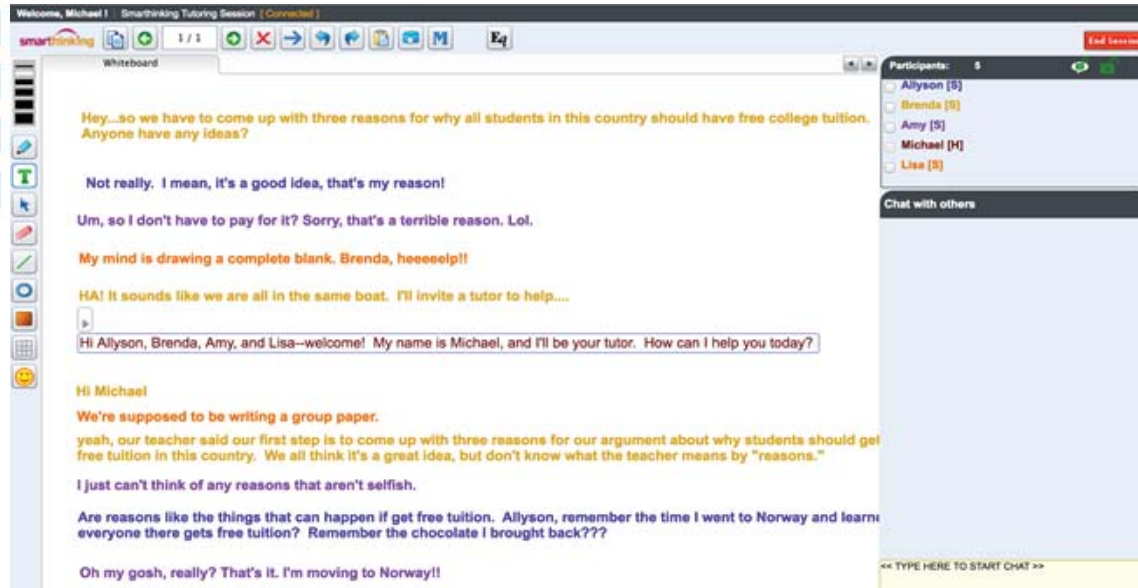 Welcome, Michael ! Smarthinking Tutoring Session [ Connected ]
smarthinking 1 / 1 M Eq End Session
Whiteboard
Participants: 5
Allyson [S]
Brenda [S]
Amy [S]
Michael [H]
Lisa [S]
Chat with others
Hey...so we have to come up with three reasons for why all students in this country should have free college tuition.
Anyone have any ideas?
Not really. I mean, it's a good idea, that's my reason!
Um, so I don't have to pay for it? Sorry, that's a terrible reason. Lol.
My mind is drawing a complete blank. Brenda, heeeeelp!!
HA! It sounds like we are all in the same boat. I'll invite a tutor to help....
Hi Allyson, Brenda, Amy, and Lisa--welcome! My name is Michael, and I'll be your tutor. How can I help you today?
Hi Michael
We're supposed to be writing a group paper.
yeah, our teacher said our first step is to come up with three reasons for our argument about why students should get
free tuition in this country. We all think it's a great idea, but don't know what the teacher means by "reasons."
I just can't think of any reasons that aren't selfish.
Are reasons like the things that can happen if get free tuition. Allyson, remember the time I went to Norway and learne
everyone there gets free tuition? Remember the chocolate I brought back???
Oh my gosh, really? That's it. I'm moving to Norway!!
<< TYPE HERE TO START CHAT >>
T